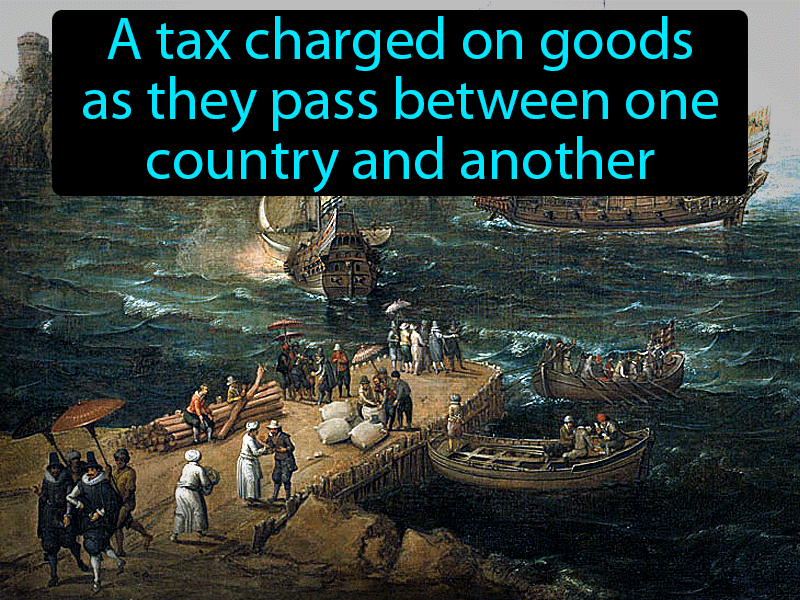 A tax charged on goods
as they pass between one
country and another